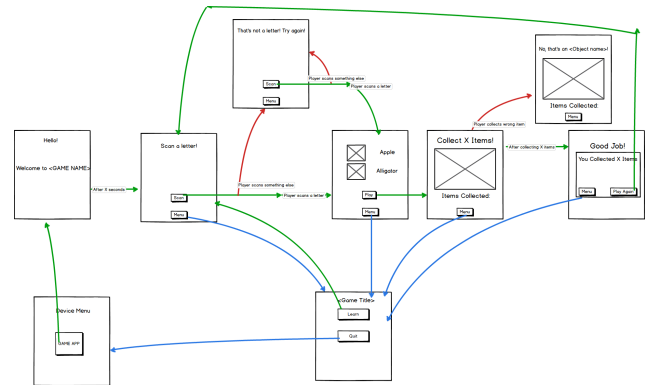 That's not a letter! Try again!
Scan
Menu
Player scans something else
Player scans a letter
No, that's an <Object name>!
Items Collected:
Menu
Player collects wrong item
Hello!
Welcome to <GAME NAME>
After X seconds
Scan a letter!
Scan
Menu
Player scans something else
Player scans a letter
Apple
Alligator
Play
Menu
Collect X Items!
Items Collected:
Menu
After collecting X items
Good Job!
You Collected X Items
Menu
Play Again
Device Menu
GAME APP
<Game Title>
Learn
Quit